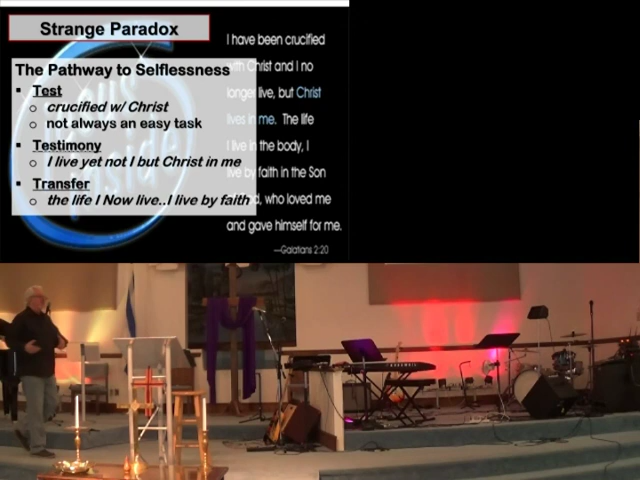 Strange Paradox
The Pathway to Selflessness
Test
crucified w/ Christ
not always an easy task
Testimony
I live yet not I but Christ in me
Transfer
the life I Now live..I live by faith
I have been crucified
Christ and I no
live, but Christ
lives in me. The life
I live in the body, I
live by faith in the Son
who loved me
and gave himself for me.
—Galatians 2:20